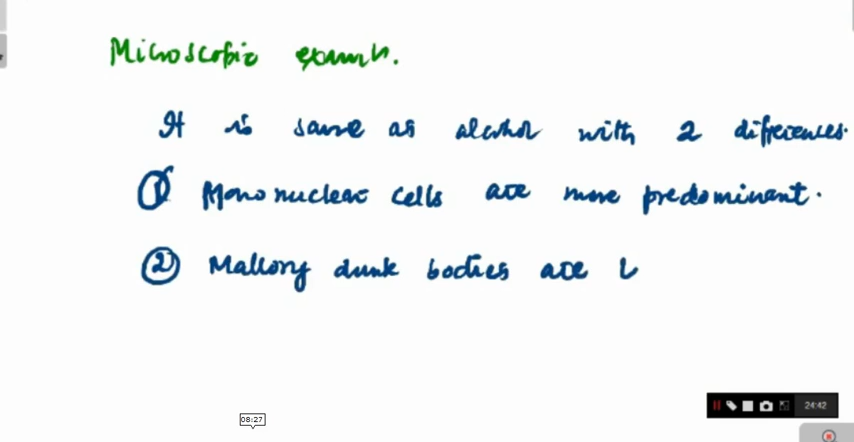 Microscopic examn.
It is same as alcohol with 2 differences.
① Mononuclear cells are more predominant.
② Mallory dunk bodies are l
08:27
24:42